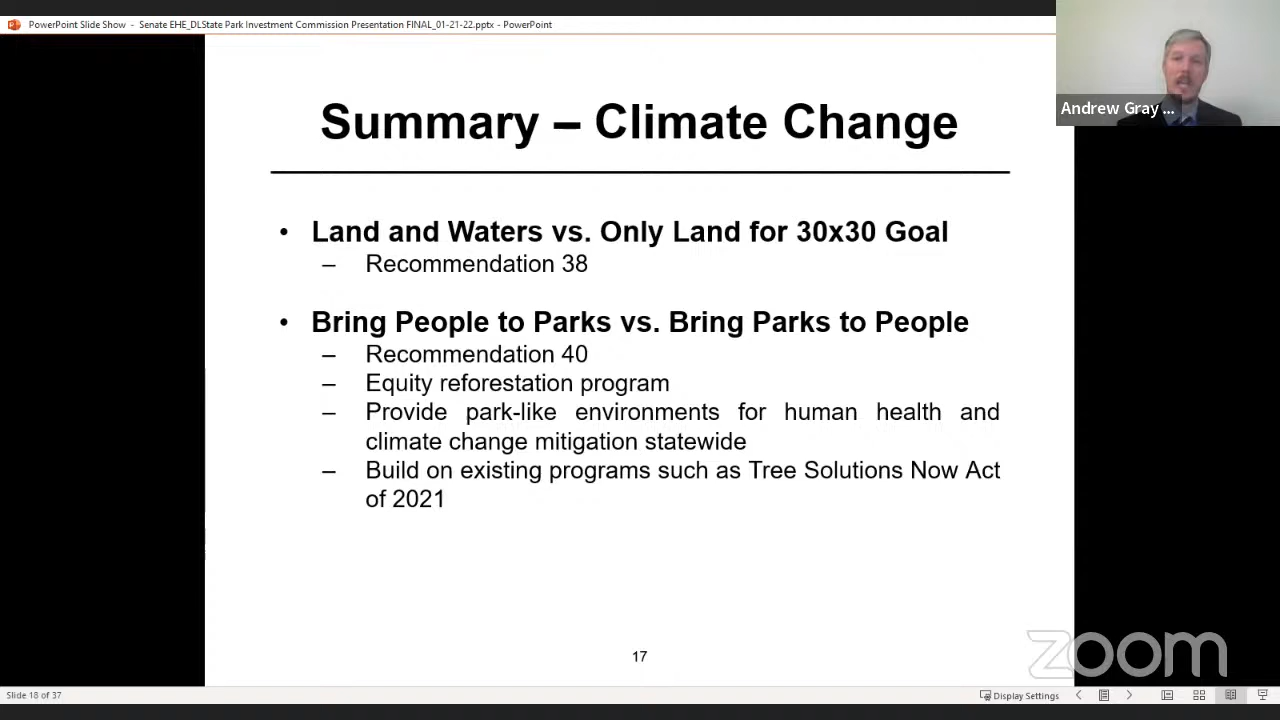 PowerPoint Slide Show - Senate EHE_DLState Park Investment Commission Presentation FINAL_01-21-22.pptx - PowerPoint
Andrew Gray ...
Summary – Climate Change
• Land and Waters vs. Only Land for 30x30 Goal
– Recommendation 38
• Bring People to Parks vs. Bring Parks to People
– Recommendation 40
– Equity reforestation program
– Provide park-like environments for human health and
climate change mitigation statewide
– Build on existing programs such as Tree Solutions Now Act
of 2021
17
zoom
Slide 18 of 37
Display Settings